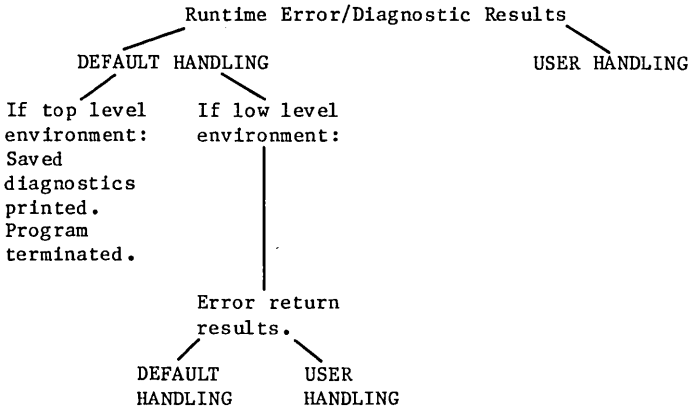 Runtime Error/Diagnostic Results
DEFAULT HANDLING
USER HANDLING
If top level
environment:
Saved
diagnostics
printed.
Program
terminated.
If low level
environment:
Error return
results.
DEFAULT
HANDLING
USER
HANDLING